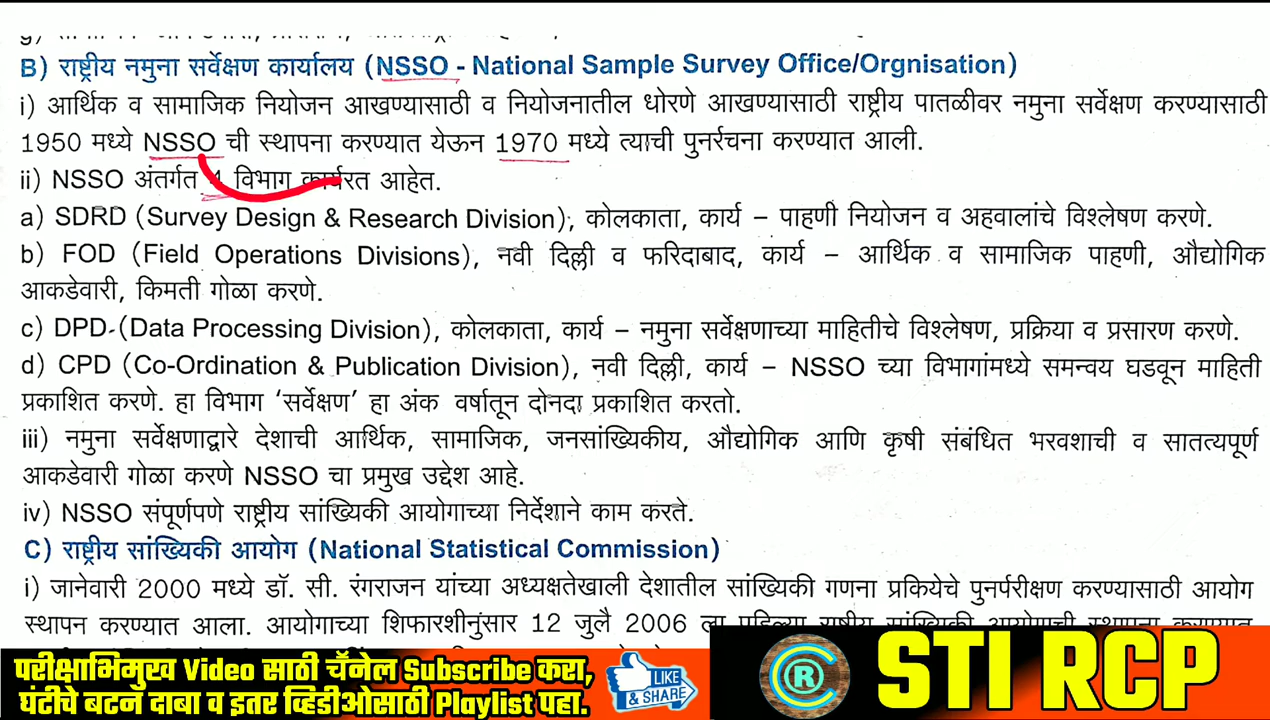 B) राष्ट्रीय नमुना सर्वेक्षण कार्यालय (NSSO - National Sample Survey Office/Orgnisation)
i) आर्थिक व सामाजिक नियोजन आखण्यासाठी व नियोजनातील धोरणे आखण्यासाठी राष्ट्रीय पातळीवर नमुना सर्वेक्षण करण्यासाठी
1950 मध्ये NSSO ची स्थापना करण्यात येऊन 1970 मध्ये त्याची पुनर्रचना करण्यात आली.
ii) NSSO अंतर्गत 4 विभाग कार्यरत आहेत.
a) SDRD (Survey Design & Research Division), कोलकाता, कार्य – पाहणी नियोजन व अहवालांचे विश्लेषण करणे.
b) FOD (Field Operations Divisions), नवी दिल्ली व फरिदाबाद, कार्य – आर्थिक व सामाजिक पाहणी, औद्योगिक
आकडेवारी, किमती गोळा करणे.
c) DPD-(Data Processing Division), कोलकाता, कार्य – नमुना सर्वेक्षणाच्या माहितीचे विश्लेषण, प्रक्रिया व प्रसारण करणे.
d) CPD (Co-Ordination & Publication Division), नवी दिल्ली, कार्य – NSSO च्या विभागांमध्ये समन्वय घडवून माहिती
प्रकाशित करणे. हा विभाग ‘सर्वेक्षण’ हा अंक वर्षातून दोनदा प्रकाशित करतो.
iii) नमुना सर्वेक्षणाद्वारे देशाची आर्थिक, सामाजिक, जनसांख्यिकीय, औद्योगिक आणि कृषी संबंधित भरवशाची व सातत्यपूर्ण
आकडेवारी गोळा करणे NSSO चा प्रमुख उद्देश आहे.
iv) NSSO संपूर्णपणे राष्ट्रीय सांख्यिकी आयोगाच्या निर्देशाने काम करते.
C) राष्ट्रीय सांख्यिकी आयोग (National Statistical Commission)
i) जानेवारी 2000 मध्ये डॉ. सी. रंगराजन यांच्या अध्यक्षतेखाली देशातील सांख्यिकी गणना प्रकियेचे पुनर्परीक्षण करण्यासाठी आयोग
स्थापन करण्यात आला. आयोगाच्या शिफारशीनुंसार 12 जुलै 2006 ला पहिल्या राष्ट्रीय सांख्यिकी आयोगाची स्थापना करण्यात
परीक्षाभिमुख Video साठी चॅनेल Subscribe करा,
घंटीचे बटन दाबा व इतर व्हिडीओसाठी Playlist पहा.
LIKE
& SHARE
C R
STI RCP